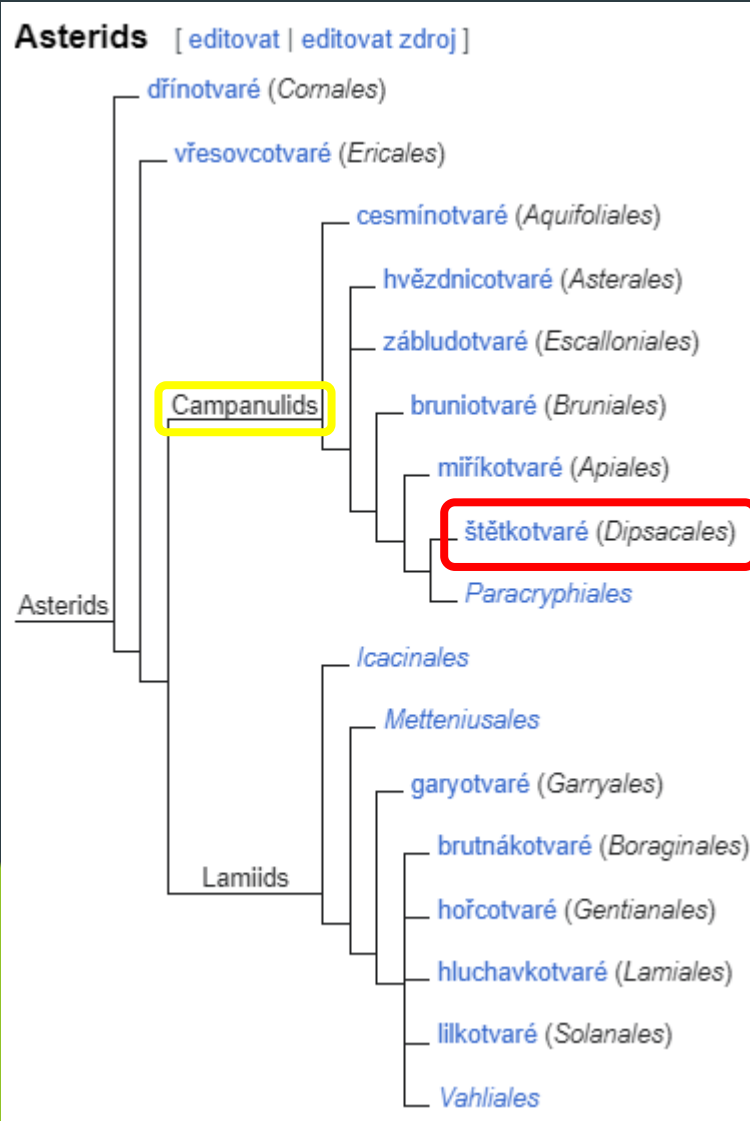 Asterids [ editovat | editovat zdroj ]
dřínotvaré (Cornales)
vřesovcotvaré (Ericales)
cesmínotvaré (Aquifoliales)
hvězdnicotvaré (Asterales)
zábludotvaré (Escalloniales)
Campanulids
bruniotvaré (Bruniales)
miříkotvaré (Apiales)
štětkotvaré (Dipsacales)
Paracryphiales
Asterids
Icacinales
Metteniusales
garyotvaré (Garryales)
brutnákotvaré (Boraginales)
Lamiids
hořcotvaré (Gentianales)
hluchavkotvaré (Lamiales)
lilkotvaré (Solanales)
Vahliales